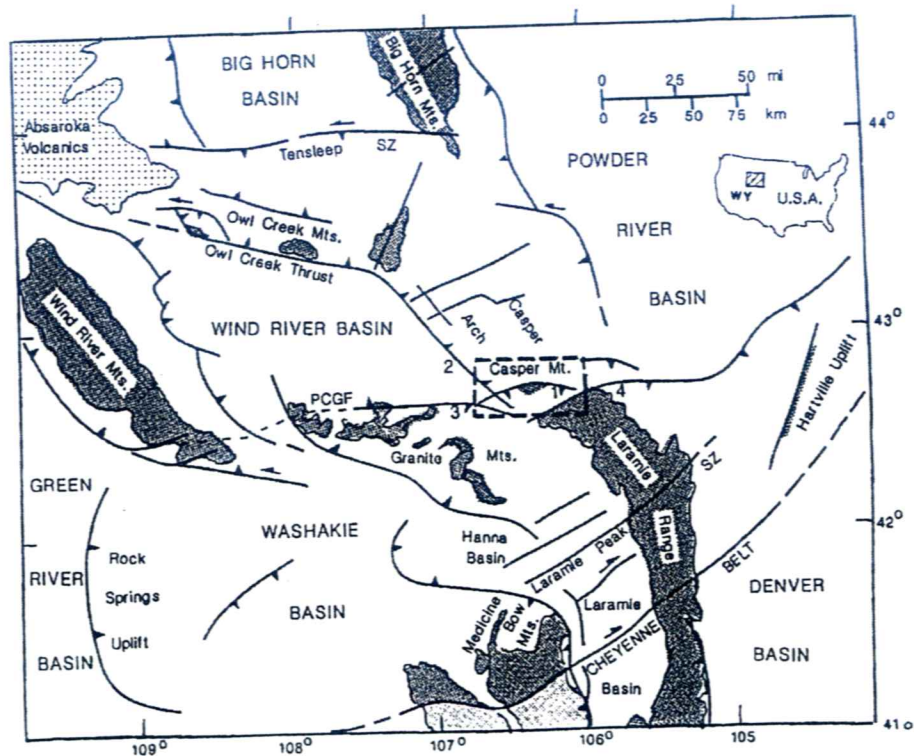 BIG HORN
BASIN
Big Horn Mts.
0 25 50 mi
0 25 50 75 km
Absaroka
Volcanics
44°
Tensleep SZ
POWDER
WY U.S.A.
Owl Creek Mts.
RIVER
Owl Creek Thrust
BASIN
Wind River Mts.
WIND RIVER BASIN
Casper
Arch
43°
Hartville Uplift
2
Casper Mt.
PCGF
3
1
4
Granite Mts.
Laramie
Range
SZ
GREEN
RIVER
BASIN
42°
WASHAKIE
BASIN
Hanna
Basin
Laramie Peak
Rock
Springs
Uplift
BELT
DENVER
BASIN
Laramie
Basin
Medicine
Bow
Mts.
CHEYENNE
41°
109° 108° 107° 106° 105°